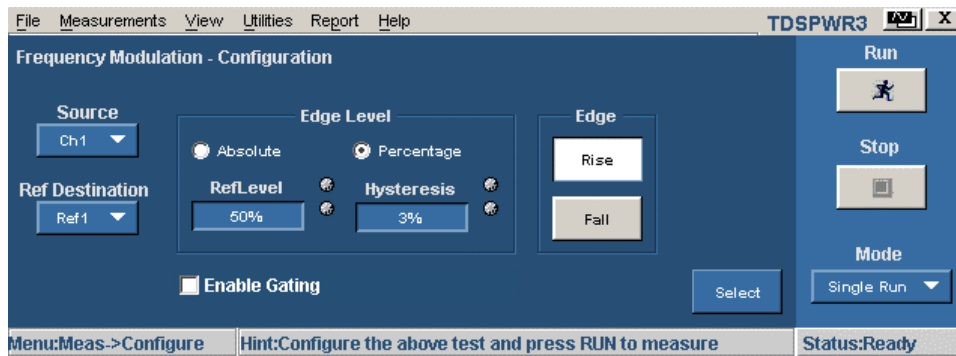 File Measurements View Utilities Report Help TDSPWR3 X
Frequency Modulation - Configuration
Run
Source
Ch1
Edge Level
Absolute Percentage
RefLevel Hysteresis
50% 3%
Edge
Rise
Fall
Stop
Ref Destination
Ref1
Enable Gating
Select
Mode
Single Run
Menu:Meas->Configure Hint:Configure the above test and press RUN to measure Status:Ready